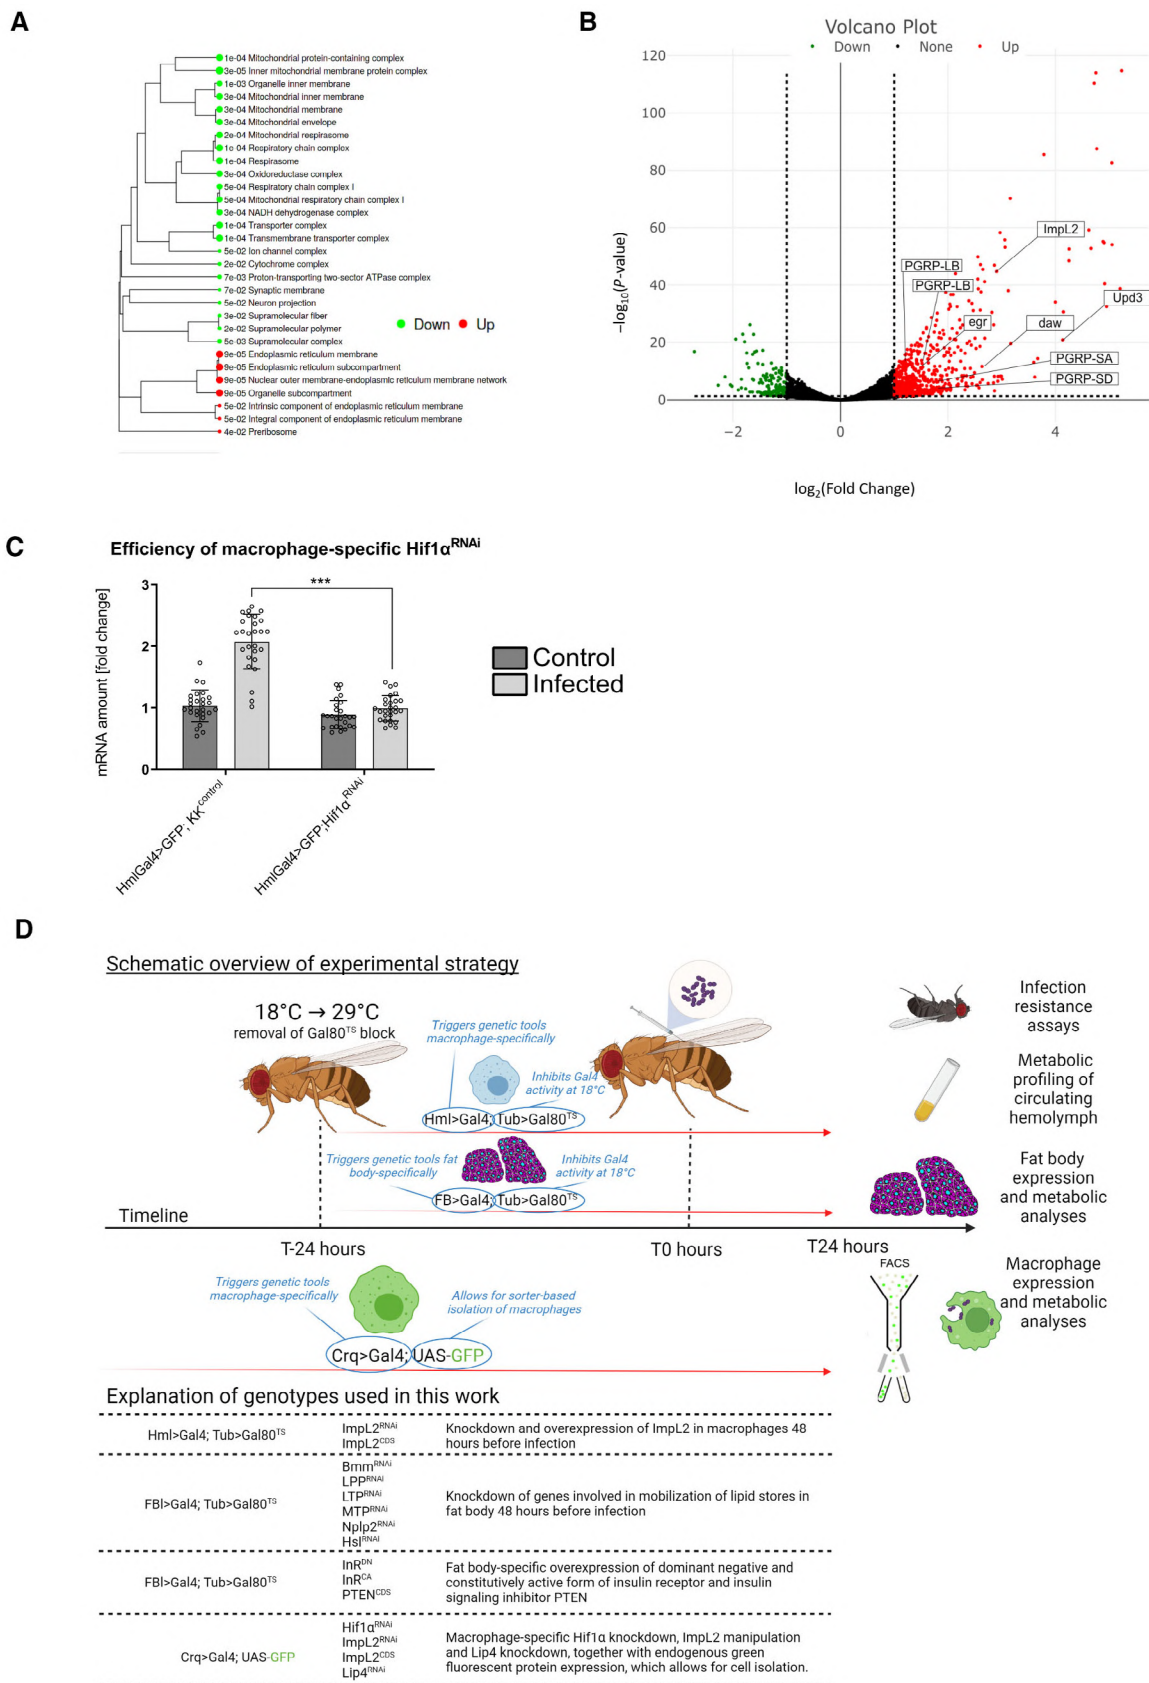 A
1e-04 Mitochondrial protein-containing complex
3e-05 Inner mitochondrial membrane protein complex
1e-03 Organelle inner membrane
3e-04 Mitochondrial inner membrane
3e-04 Mitochondrial membrane
3e-04 Mitochondrial envelope
2e-04 Mitochondrial respirasome
1e-04 Respiratory chain complex
1e-04 Respirasome
3e-04 Oxidoreductase complex
5e-04 Respiratory chain complex I
5e-04 Mitochondrial respiratory chain complex I
3e-04 NADH dehydrogenase complex
1e-04 Transporter complex
1e-04 Transmembrane transporter complex
5e-02 Ion channel complex
2e-02 Cytochrome complex
7e-03 Proton-transporting two-sector ATPase complex
7e-02 Synaptic membrane
5e-02 Neuron projection
3e-02 Supramolecular fiber
2e-02 Supramolecular polymer
5e-03 Supramolecular complex
9e-05 Endoplasmic reticulum membrane
9e-05 Endoplasmic reticulum subcompartment
9e-05 Nuclear outer membrane-endoplasmic reticulum membrane network
9e-05 Organelle subcompartment
5e-02 Intrinsic component of endoplasmic reticulum membrane
5e-02 Integral component of endoplasmic reticulum membrane
4e-02 Preribosome
Down Up
B
Volcano Plot
Down None Up
120
100
80
60
40
20
0
−log10(P-value)
ImpL2
PGRP-LB
PGRP-LB
Upd3
egr
daw
PGRP-SA
PGRP-SD
−2 0 2 4
log2(Fold Change)
C
Efficiency of macrophage-specific Hif1αRNAi
mRNA amount [fold change]
3
2
1
0
***
Control
Infected
HmlGal4>GFP; KKcontrol
HmlGal4>GFP;Hif1αRNAi
D
Schematic overview of experimental strategy
18°C → 29°C
removal of Gal80TS block
Triggers genetic tools
macrophage-specifically
Inhibits Gal4
activity at 18°C
Hml>Gal4; Tub>Gal80TS
Triggers genetic tools fat
body-specifically
Inhibits Gal4
activity at 18°C
FB>Gal4; Tub>Gal80TS
Infection
resistance
assays
Metabolic
profiling of
circulating
hemolymph
Fat body
expression
and metabolic
analyses
Timeline
T-24 hours
T0 hours
T24 hours
Triggers genetic tools
macrophage-specifically
Allows for sorter-based
isolation of macrophages
Crq>Gal4; UAS-GFP
FACS
Macrophage
expression
and metabolic
analyses
Explanation of genotypes used in this work
Hml>Gal4; Tub>Gal80TS
ImpL2RNAi
ImpL2CDS
Knockdown and overexpression of ImpL2 in macrophages 48
hours before infection
FBl>Gal4; Tub>Gal80TS
BmmRNAi
LPPRNAi
LTPRNAi
MTPRNAi
Nplp2RNAi
HslRNAi
Knockdown of genes involved in mobilization of lipid stores in
fat body 48 hours before infection
FBl>Gal4; Tub>Gal80TS
InRDN
InRCA
PTENCDS
Fat body-specific overexpression of dominant negative and
constitutively active form of insulin receptor and insulin
signaling inhibitor PTEN
Crq>Gal4; UAS-GFP
Hif1αRNAi
ImpL2RNAi
ImpL2CDS
Lip4RNAi
Macrophage-specific Hif1α knockdown, ImpL2 manipulation
and Lip4 knockdown, together with endogenous green
fluorescent protein expression, which allows for cell isolation.